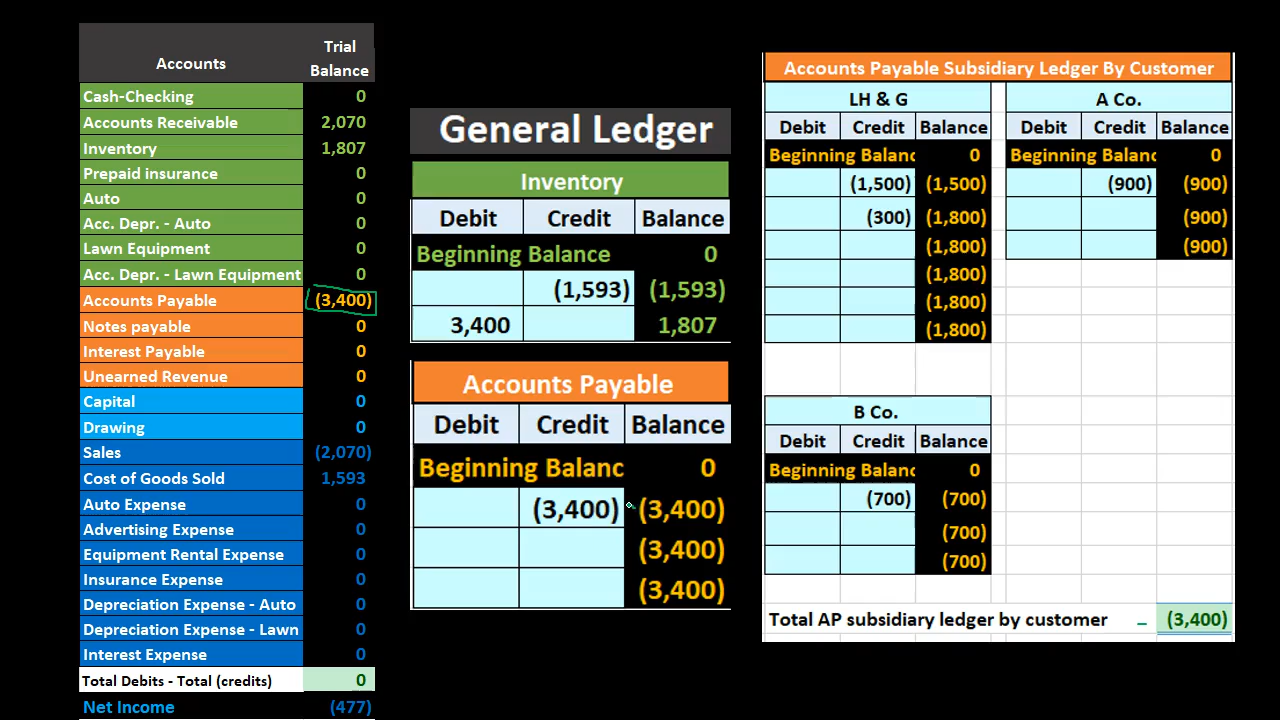 Accounts Trial Balance
Cash-Checking 0
Accounts Receivable 2,070
Inventory 1,807
Prepaid insurance 0
Auto 0
Acc. Depr. - Auto 0
Lawn Equipment 0
Acc. Depr. - Lawn Equipment 0
Accounts Payable (3,400)
Notes payable 0
Interest Payable 0
Unearned Revenue 0
Capital 0
Drawing 0
Sales (2,070)
Cost of Goods Sold 1,593
Auto Expense 0
Advertising Expense 0
Equipment Rental Expense 0
Insurance Expense 0
Depreciation Expense - Auto 0
Depreciation Expense - Lawn 0
Interest Expense 0
Total Debits - Total (credits) 0
Net Income (477)
General Ledger
Inventory
Debit Credit Balance
Beginning Balance 0
(1,593) (1,593)
3,400 1,807
Accounts Payable
Debit Credit Balance
Beginning Balanc 0
(3,400) (3,400)
(3,400)
(3,400)
Accounts Payable Subsidiary Ledger By Customer
LH & G
Debit Credit Balance
Beginning Balanc 0
(1,500) (1,500)
(300) (1,800)
(1,800)
(1,800)
(1,800)
(1,800)
A Co.
Debit Credit Balance
Beginning Balanc 0
(900) (900)
(900)
(900)
B Co.
Debit Credit Balance
Beginning Balanc 0
(700) (700)
(700)
(700)
Total AP subsidiary ledger by customer (3,400)